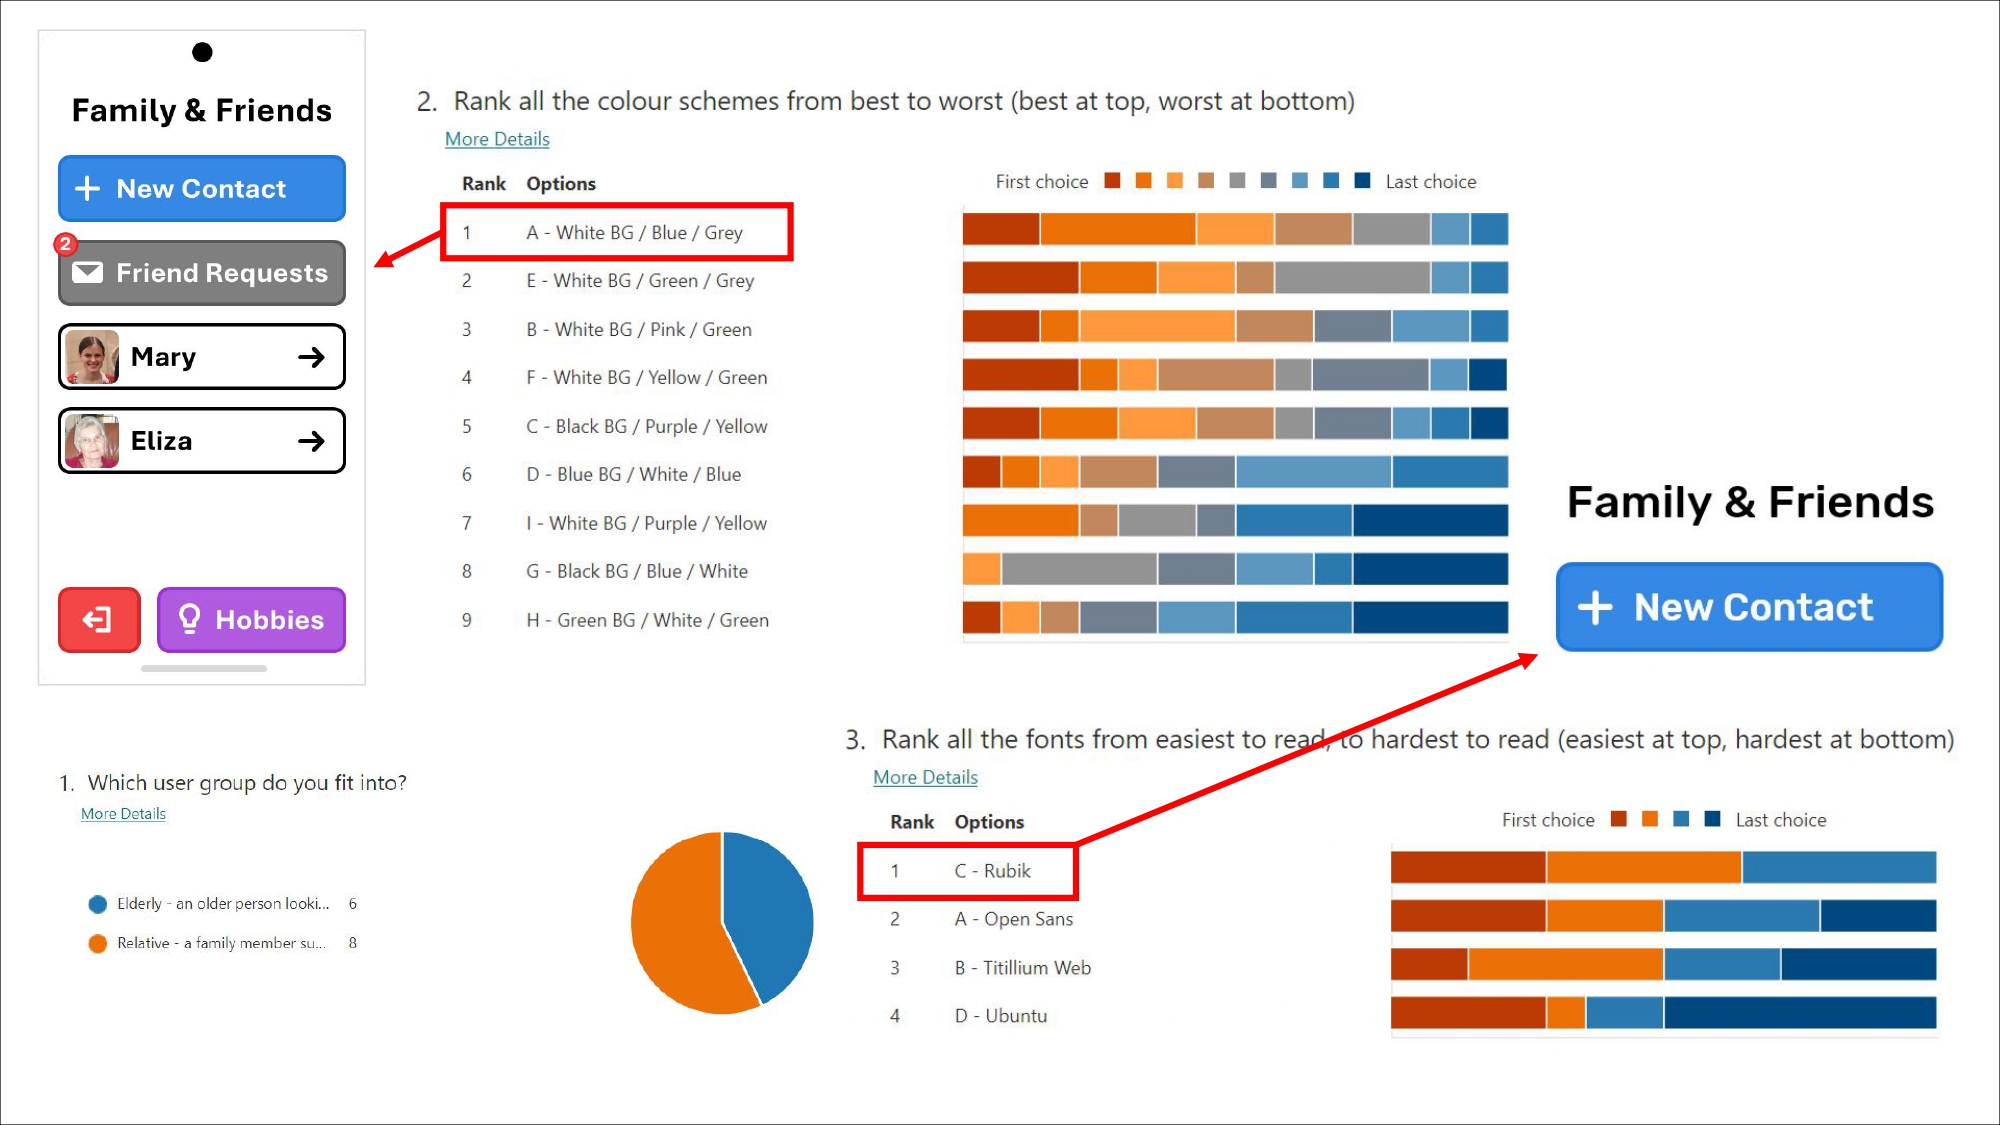 Family & Friends
New Contact
2
Friend Requests
Mary
Eliza
Hobbies
2. Rank all the colour schemes from best to worst (best at top, worst at bottom)
More Details
Rank Options
First choice Last choice
1 A - White BG / Blue / Grey
2 E - White BG / Green / Grey
3 B - White BG / Pink / Green
4 F - White BG / Yellow / Green
5 C - Black BG / Purple / Yellow
6 D - Blue BG / White / Blue
7 I - White BG / Purple / Yellow
8 G - Black BG / Blue / White
9 H - Green BG / White / Green
Family & Friends
New Contact
1. Which user group do you fit into?
More Details
Elderly - an older person looki... 6
Relative - a family member su... 8
3. Rank all the fonts from easiest to read, to hardest to read (easiest at top, hardest at bottom)
More Details
Rank Options
First choice Last choice
1 C - Rubik
2 A - Open Sans
3 B - Titillium Web
4 D - Ubuntu